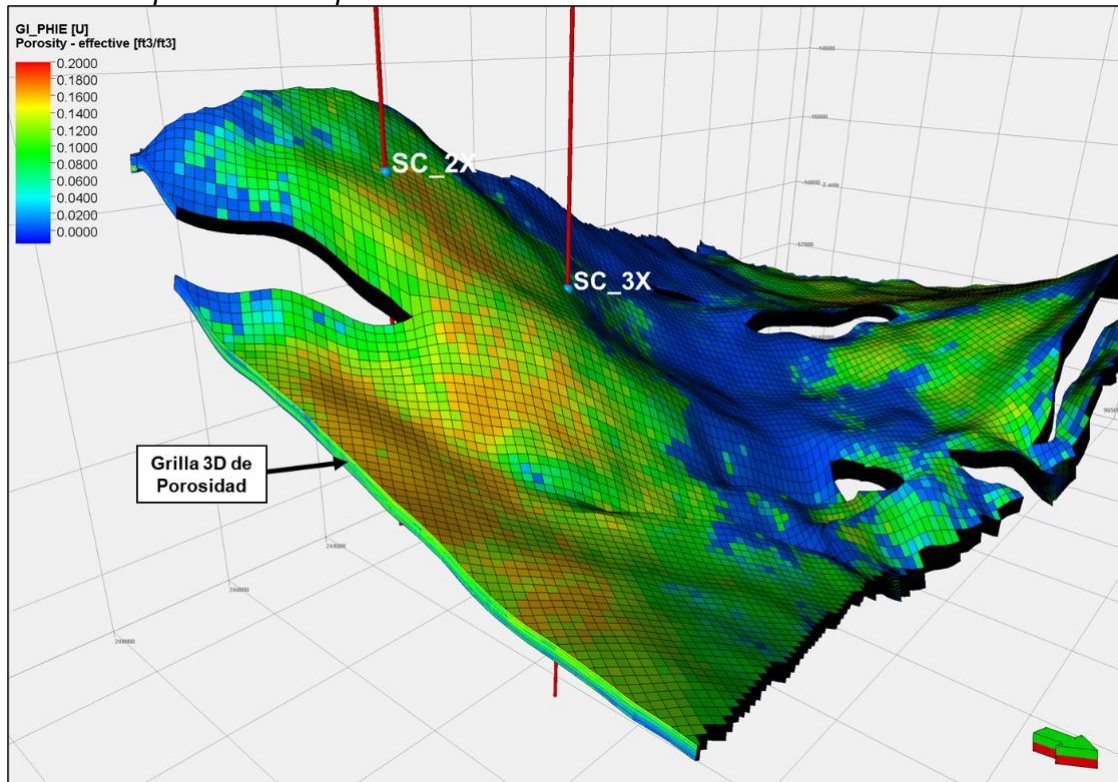 GI_PHIE [U]
Porosity - effective [ft3/ft3]
0.2000
0.1800
0.1600
0.1400
0.1200
0.1000
0.0800
0.0600
0.0400
0.0200
0.0000
SC_2X
SC_3X
Grilla 3D de
Porosidad